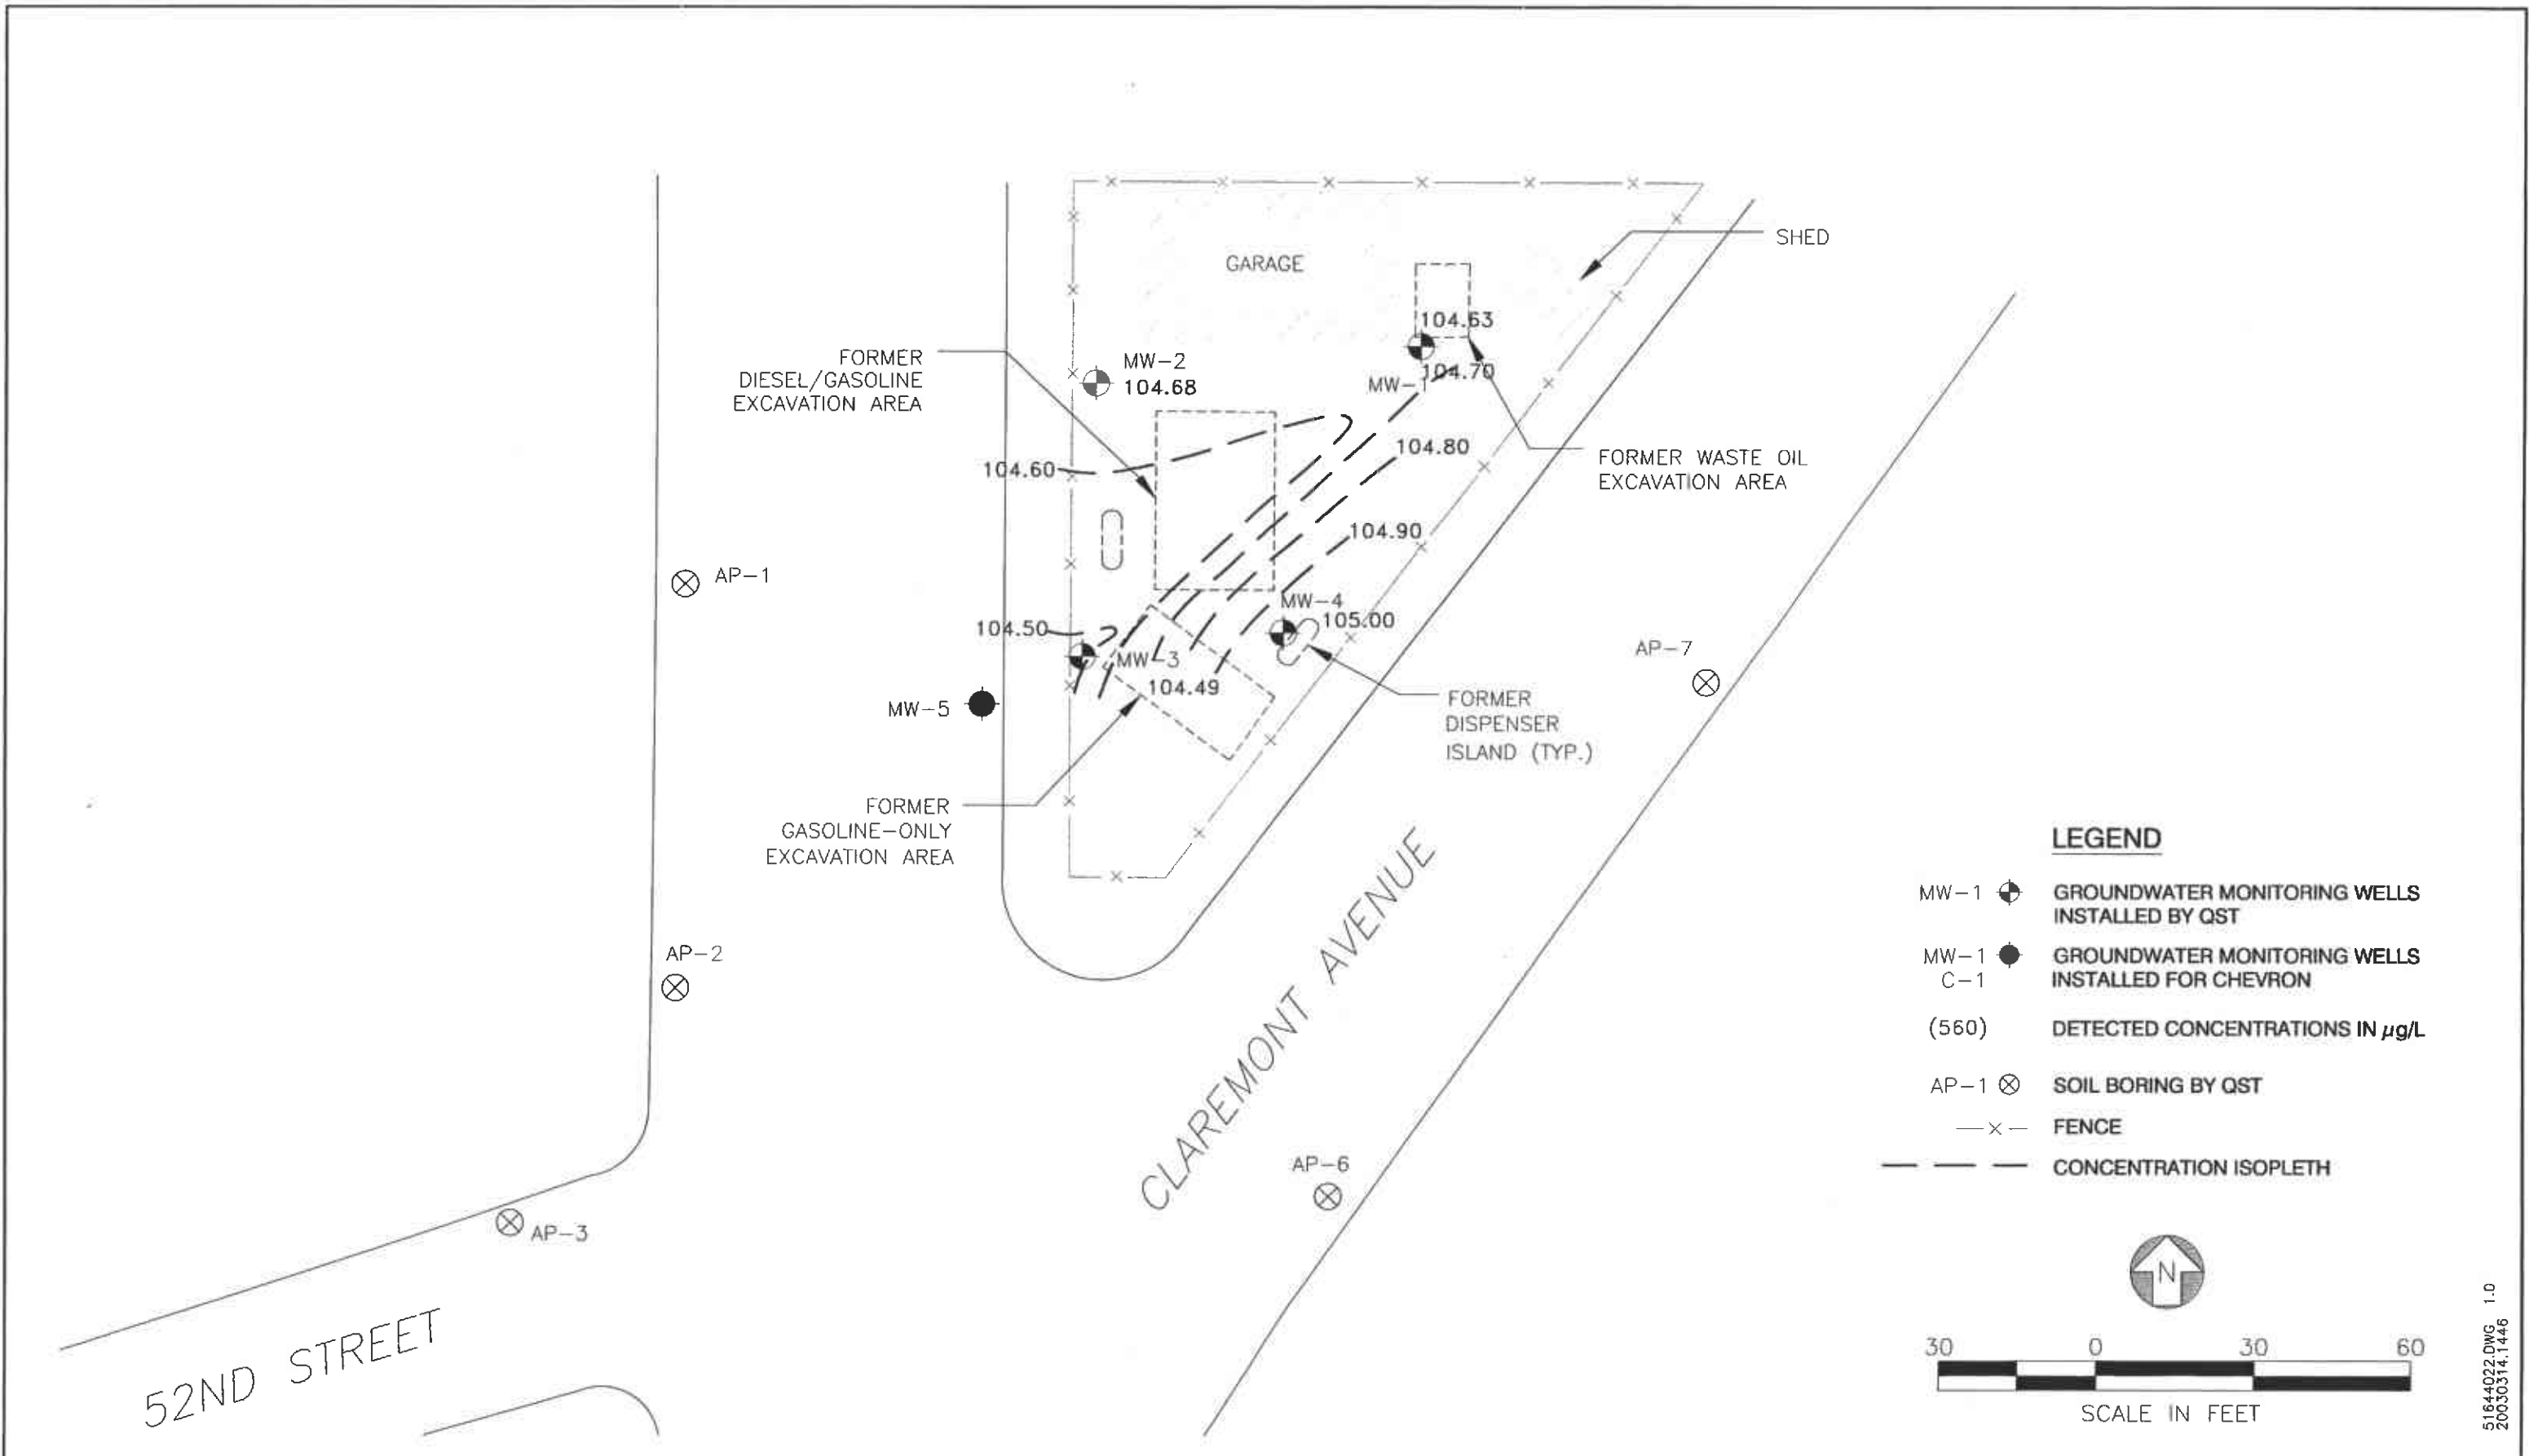 GARAGE
SHED
104.63
MW-1
104.70
FORMER
DIESEL/GASOLINE
EXCAVATION AREA
MW-2
104.68
104.60
104.80
FORMER WASTE OIL
EXCAVATION AREA
104.90
AP-1
MW-4
105.00
104.50
MW-3
104.49
MW-5
AP-7
FORMER
DISPENSER
ISLAND (TYP.)
FORMER
GASOLINE-ONLY
EXCAVATION AREA
AP-2
CLAREMONT AVENUE
AP-6
AP-3
52ND STREET
LEGEND
MW-1 GROUNDWATER MONITORING WELLS
INSTALLED BY QST
MW-1 GROUNDWATER MONITORING WELLS
C-1 INSTALLED FOR CHEVRON
(560) DETECTED CONCENTRATIONS IN µg/L
AP-1 SOIL BORING BY QST
FENCE
CONCENTRATION ISOPLETH
N
30 0 30 60
SCALE IN FEET
51644022.DWG 1.0
20030314.1446